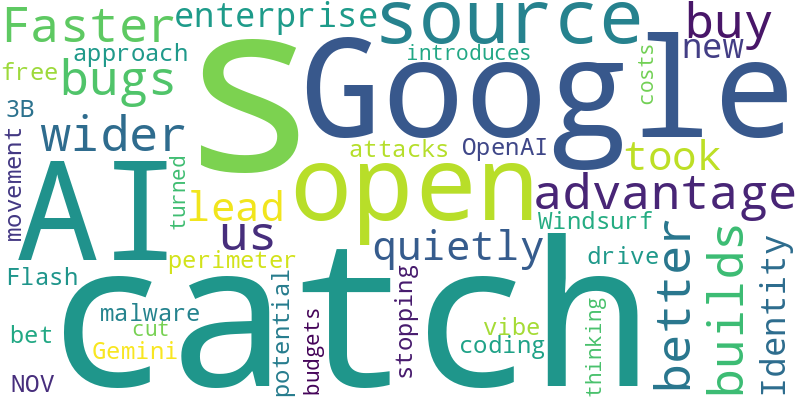 Faster
enterprise
source
buy
approach
introduces
new
free
bugs
S
Google
costs
3B
wider
attacks
OpenAI
took
movement
AI
turned
lead
open
advantage
us
quietly
Windsurf
perimeter
drive
better
builds
Identity
Flash
catch
potential
stopping
malware
budgets
vibe
thinking
bet
cut
coding
Gemini
NOV